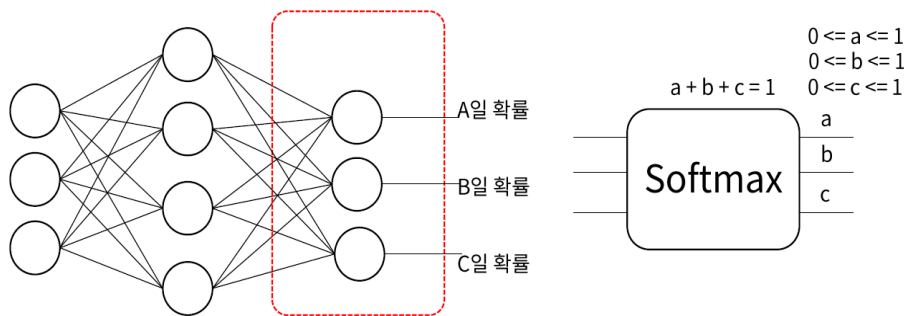 A일 확률
B일 확률
C일 확률
0 <= a <= 1
0 <= b <= 1
0 <= c <= 1
a + b + c = 1
Softmax
a
b
c